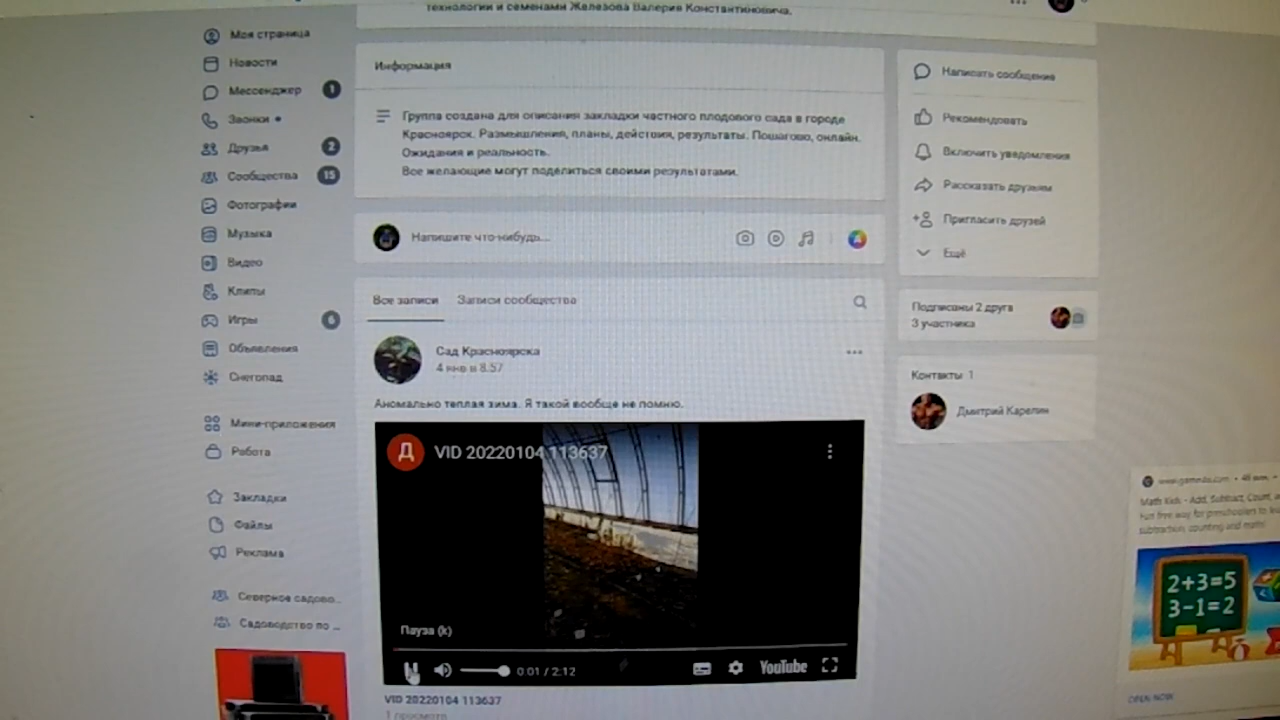 технологии и семенами Железова Валерия Константиновича.
Моя страница
Новости
Мессенджер 1
Звонки
Друзья 2
Сообщества 15
Фотографии
Музыка
Видео
Клипы
Игры 6
Объявления
Снегопад
Мини-приложения
Работа
Закладки
Файлы
Реклама
Северное садово...
Садоводство по ...
Информация
Группа создана для описания закладки частного плодового сада в городе
Красноярск. Размышления, планы, действия, результаты. Пошагово, онлайн.
Ожидания и реальность.
Все желающие могут поделиться своими результатами.
Напишите что-нибудь...
Все записи Записи сообщества
Сад Красноярска
4 янв в 8:57
Аномально теплая зима. Я такой вообще не помню.
Д VID 20220104 113637
Пауза (k)
0:01 / 2:12 YouTube
VID 20220104 113637
1 просмотр
Написать сообщение
Рекомендовать
Включить уведомления
Рассказать друзьям
Пригласить друзей
Ещё
Подписаны 2 друга
3 участника
Контакты 1
Дмитрий Карелин
Math Kids - Add, Subtract, Count,
fun free way for preschoolers to
subtraction, counting and math!
2+3=5
3-1=2
OPEN NOW